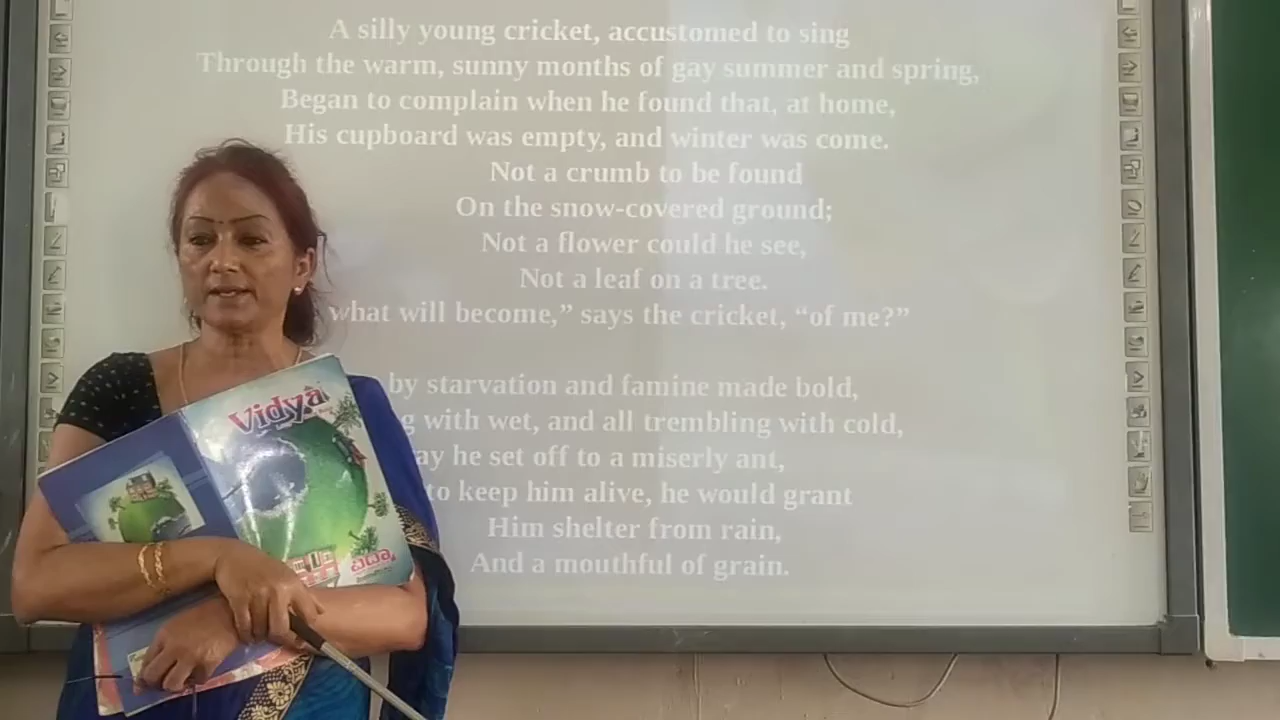 A silly young cricket, accustomed to sing
Through the warm, sunny months of gay summer and spring,
Began to complain when he found that, at home,
His cupboard was empty, and winter was come.
Not a crumb to be found
On the snow-covered ground;
Not a flower could he see,
Not a leaf on a tree.
what will become,” says the cricket, “of me?”
by starvation and famine made bold,
with wet, and all trembling with cold,
he set off to a miserly ant,
to keep him alive, he would grant
Him shelter from rain,
And a mouthful of grain.
Vidya
ವಿದ್ಯಾ